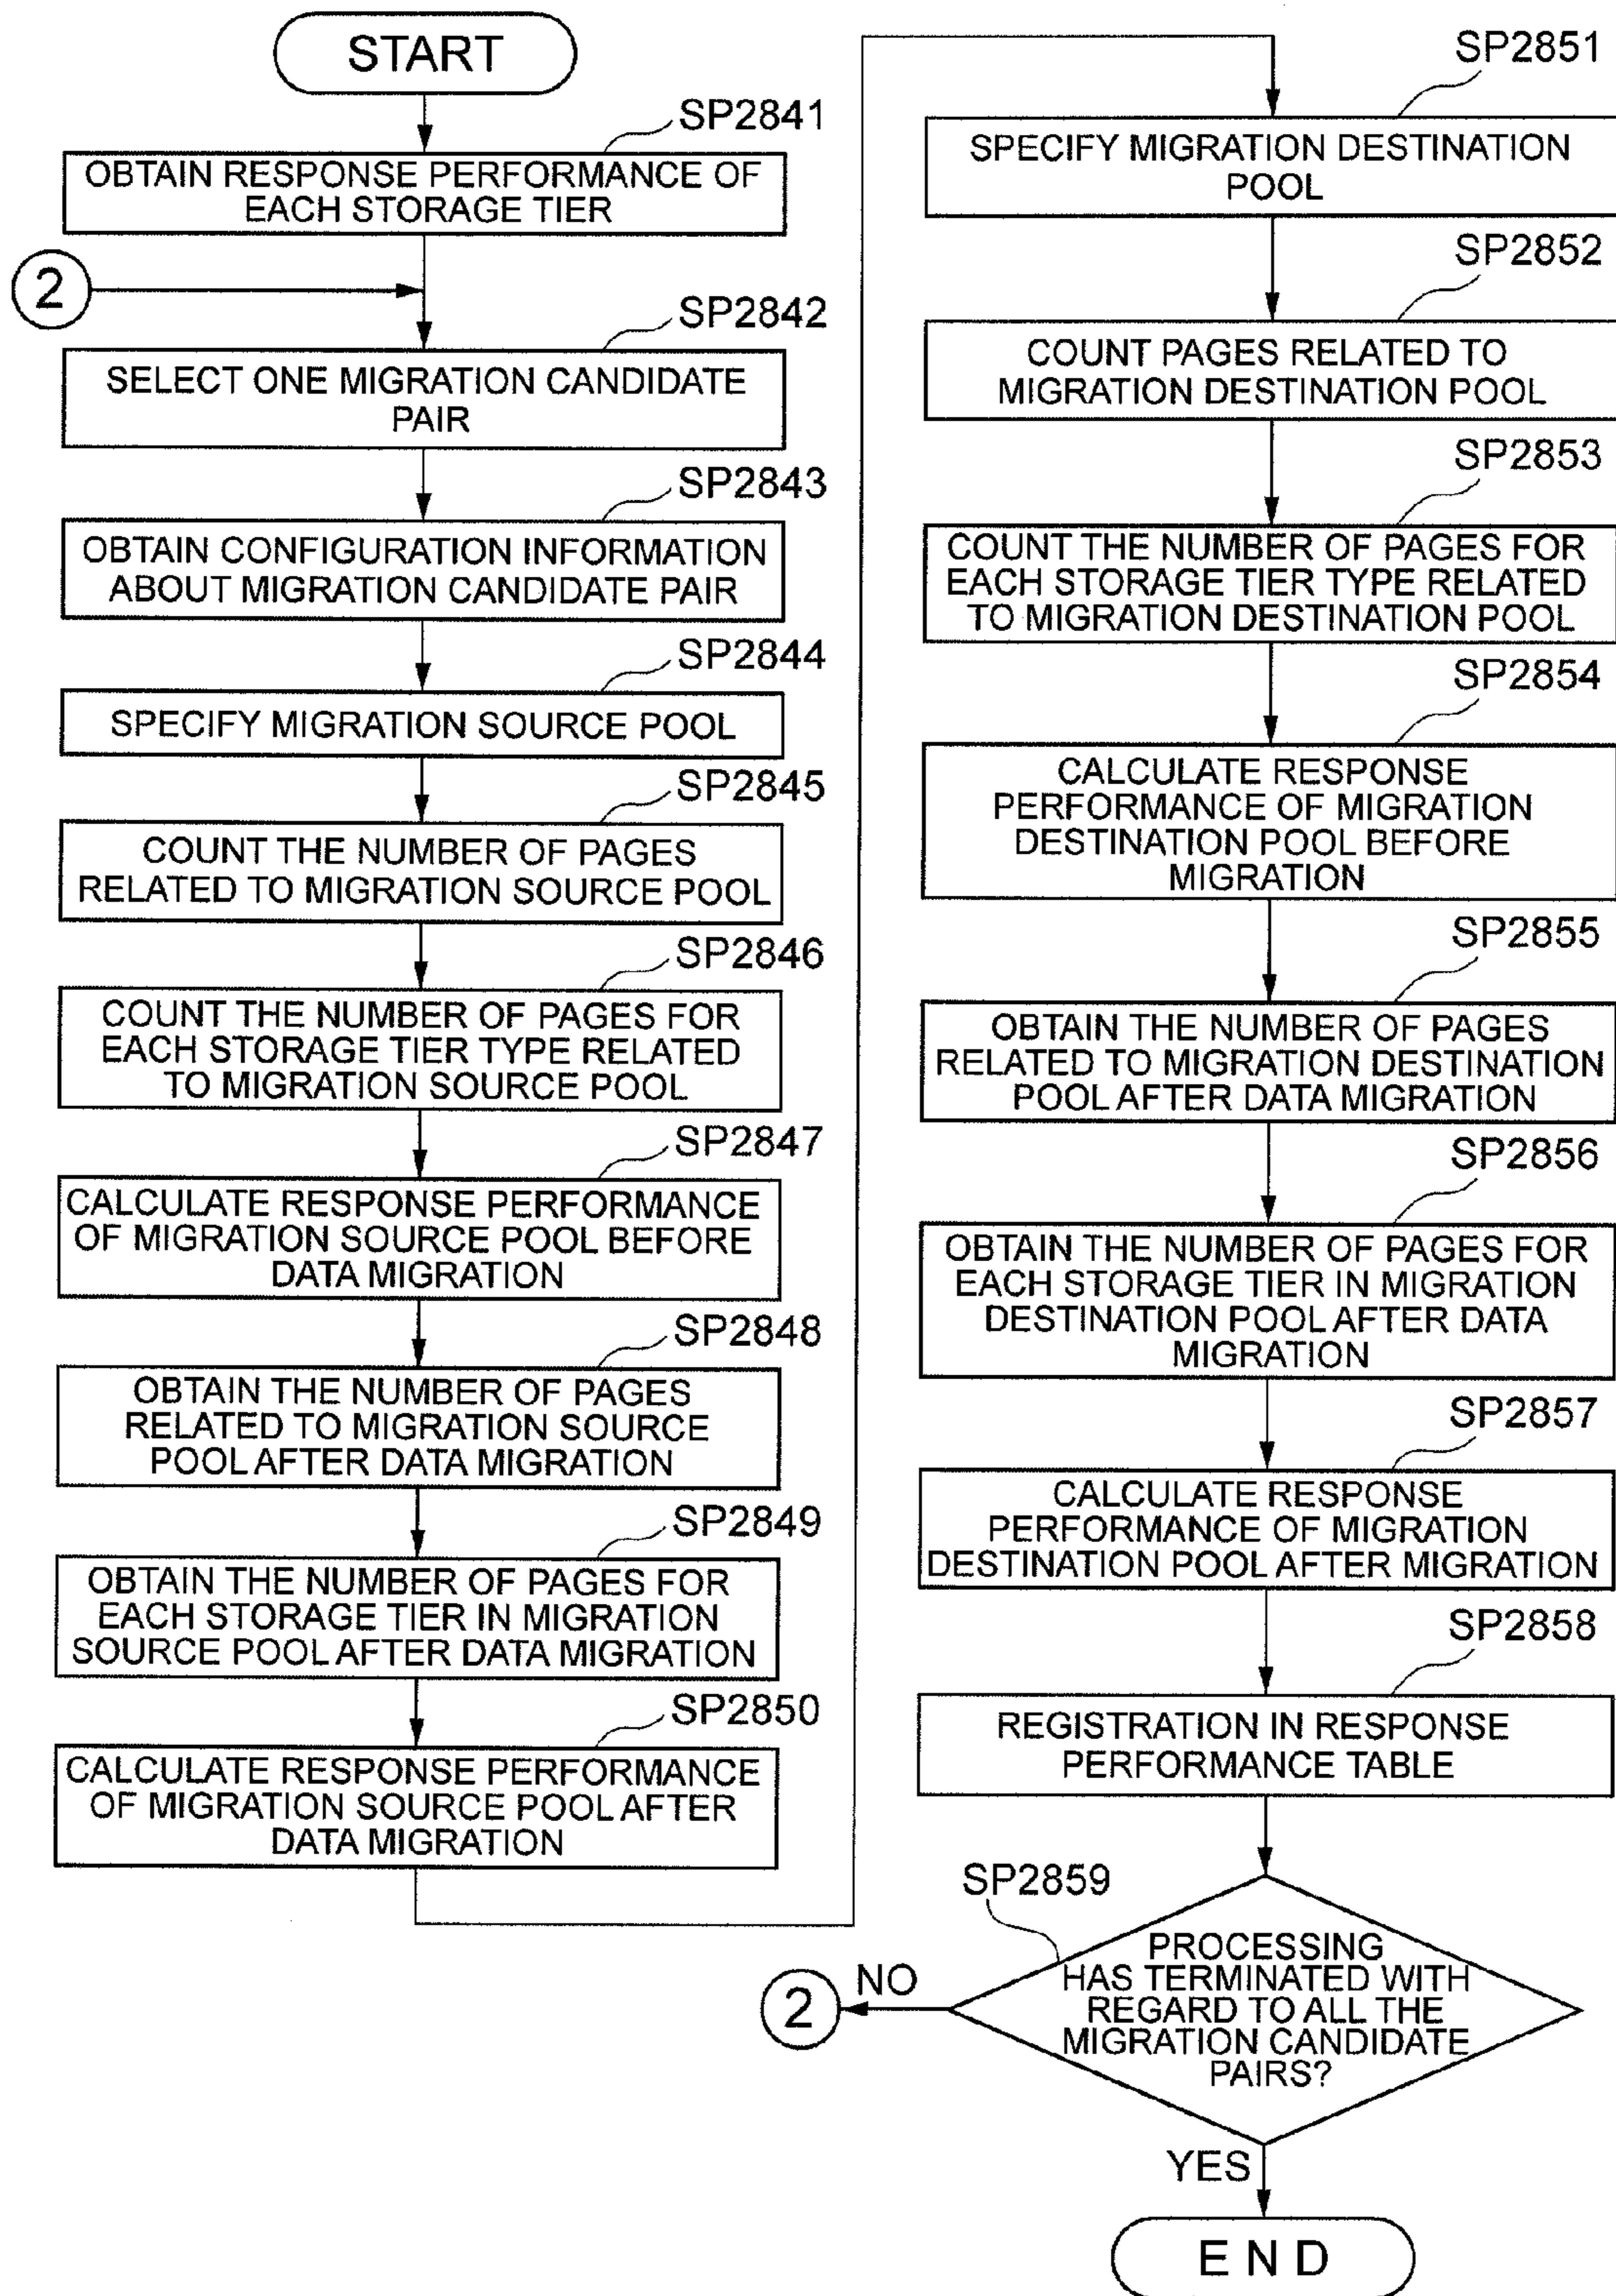 START
SP2841
OBTAIN RESPONSE PERFORMANCE OF
EACH STORAGE TIER
2
SP2842
SELECT ONE MIGRATION CANDIDATE
PAIR
SP2843
OBTAIN CONFIGURATION INFORMATION
ABOUT MIGRATION CANDIDATE PAIR
SP2844
SPECIFY MIGRATION SOURCE POOL
SP2845
COUNT THE NUMBER OF PAGES
RELATED TO MIGRATION SOURCE POOL
SP2846
COUNT THE NUMBER OF PAGES FOR
EACH STORAGE TIER TYPE RELATED
TO MIGRATION SOURCE POOL
SP2847
CALCULATE RESPONSE PERFORMANCE
OF MIGRATION SOURCE POOL BEFORE
DATA MIGRATION
SP2848
OBTAIN THE NUMBER OF PAGES
RELATED TO MIGRATION SOURCE
POOL AFTER DATA MIGRATION
SP2849
OBTAIN THE NUMBER OF PAGES FOR
EACH STORAGE TIER IN MIGRATION
SOURCE POOL AFTER DATA MIGRATION
SP2850
CALCULATE RESPONSE PERFORMANCE
OF MIGRATION SOURCE POOL AFTER
DATA MIGRATION
SP2851
SPECIFY MIGRATION DESTINATION
POOL
SP2852
COUNT PAGES RELATED TO
MIGRATION DESTINATION POOL
SP2853
COUNT THE NUMBER OF PAGES FOR
EACH STORAGE TIER TYPE RELATED
TO MIGRATION DESTINATION POOL
SP2854
CALCULATE RESPONSE
PERFORMANCE OF MIGRATION
DESTINATION POOL BEFORE
MIGRATION
SP2855
OBTAIN THE NUMBER OF PAGES
RELATED TO MIGRATION DESTINATION
POOL AFTER DATA MIGRATION
SP2856
OBTAIN THE NUMBER OF PAGES FOR
EACH STORAGE TIER IN MIGRATION
DESTINATION POOL AFTER DATA
MIGRATION
SP2857
CALCULATE RESPONSE
PERFORMANCE OF MIGRATION
DESTINATION POOL AFTER MIGRATION
SP2858
REGISTRATION IN RESPONSE
PERFORMANCE TABLE
SP2859
PROCESSING
HAS TERMINATED WITH
REGARD TO ALL THE
MIGRATION CANDIDATE
PAIRS?
NO
2
YES
END